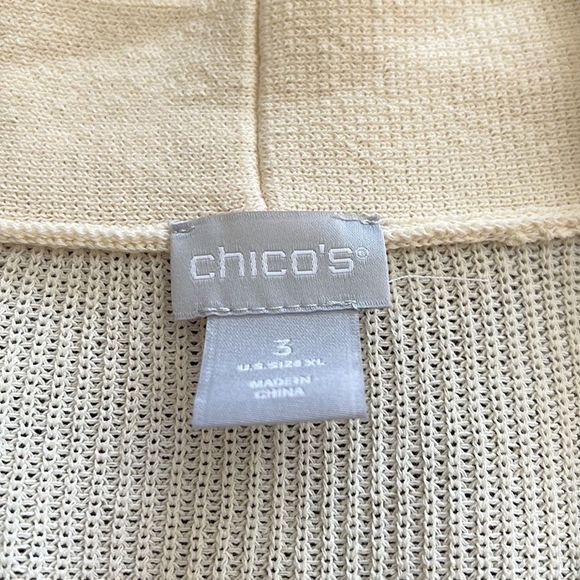 chico's®
3
U.S. SIZE XL
MADE IN
CHINA